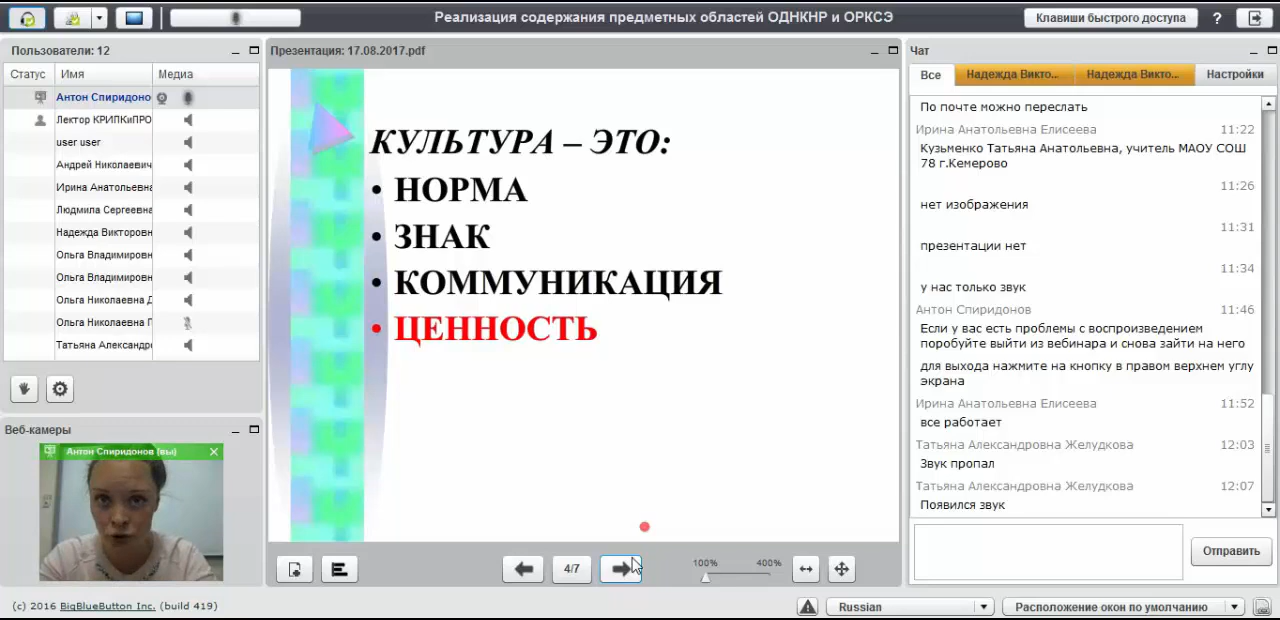 Реализация содержания предметных областей ОДНКНР и ОРКСЭ
Клавиши быстрого доступа
?
Пользователи: 12
Статус Имя Медиа
Антон Спиридоно
Лектор КРИПКиПРО
user user
Андрей Николаевич
Ирина Анатольевна
Людмила Сергеевна
Надежда Викторовн
Ольга Владимировн
Ольга Владимировн
Ольга Николаевна Д
Ольга Николаевна Г
Татьяна Александро
Веб-камеры
Антон Спиридонов (вы)
Презентация: 17.08.2017.pdf
КУЛЬТУРА – ЭТО:
• НОРМА
• ЗНАК
• КОММУНИКАЦИЯ
• ЦЕННОСТЬ
4/7
100% 400%
Чат
Все Надежда Викто... Надежда Викто... Настройки
По почте можно переслать
Ирина Анатольевна Елисеева 11:22
Кузьменко Татьяна Анатольевна, учитель МАОУ СОШ
78 г.Кемерово
11:26
нет изображения
11:31
презентации нет
11:34
у нас только звук
Антон Спиридонов 11:46
Если у вас есть проблемы с воспроизведением
поробуйте выйти из вебинара и снова зайти на него
для выхода нажмите на кнопку в правом верхнем углу
экрана
Ирина Анатольевна Елисеева 11:52
все работает
Татьяна Александровна Желудкова 12:03
Звук пропал
Татьяна Александровна Желудкова 12:07
Появился звук
Отправить
(c) 2016 BigBlueButton Inc. (build 419)
Russian
Расположение окон по умолчанию